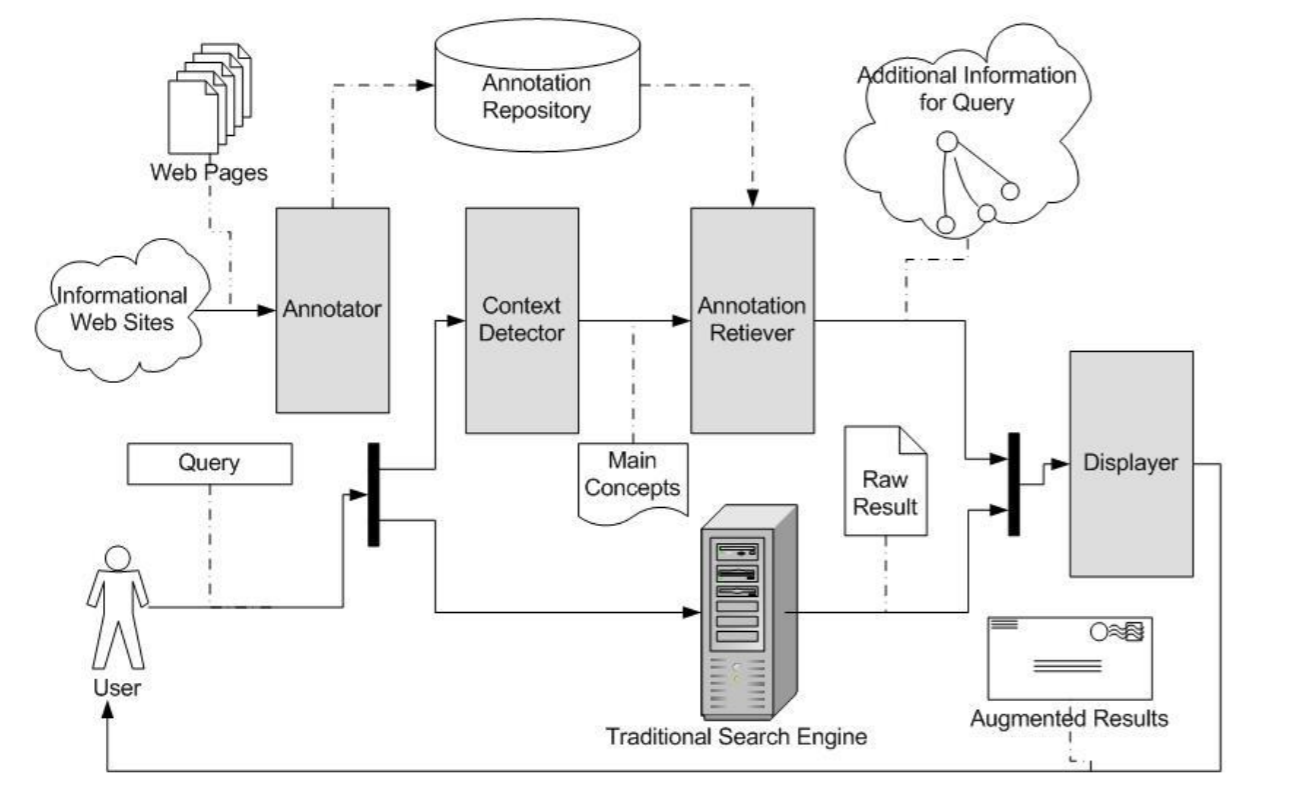 Annotation
Repository
Additional Information
for Query
Web Pages
Informational
Web Sites
Annotator
Context
Detector
Annotation
Retiever
Query
Main
Concepts
Raw
Result
Displayer
User
Traditional Search Engine
Augmented Results